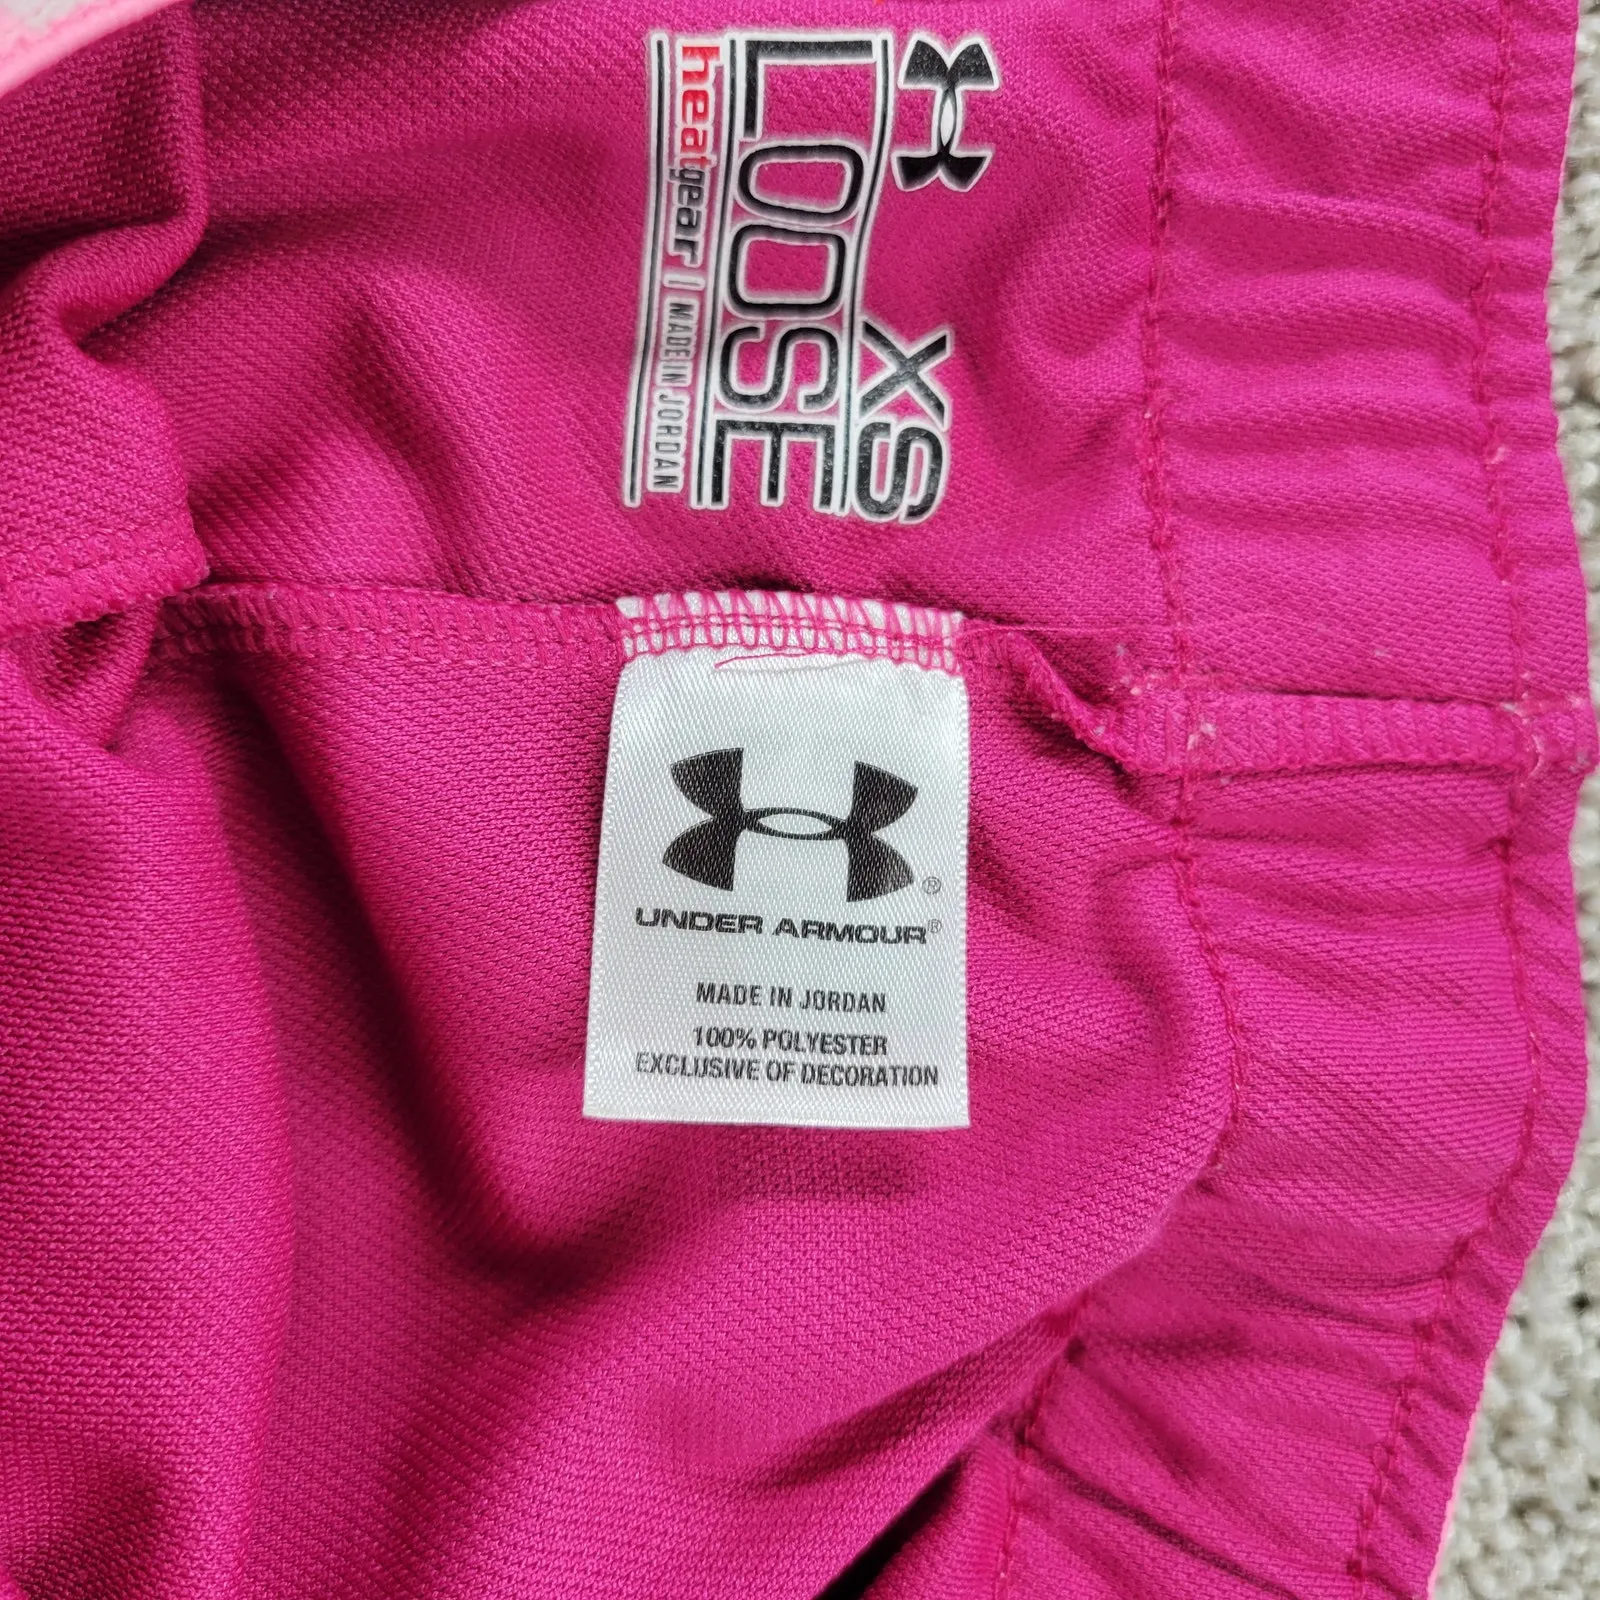 XS
LOOSE
heatgear | MADE IN JORDAN
®
UNDER ARMOUR®
MADE IN JORDAN
100% POLYESTER
EXCLUSIVE OF DECORATION